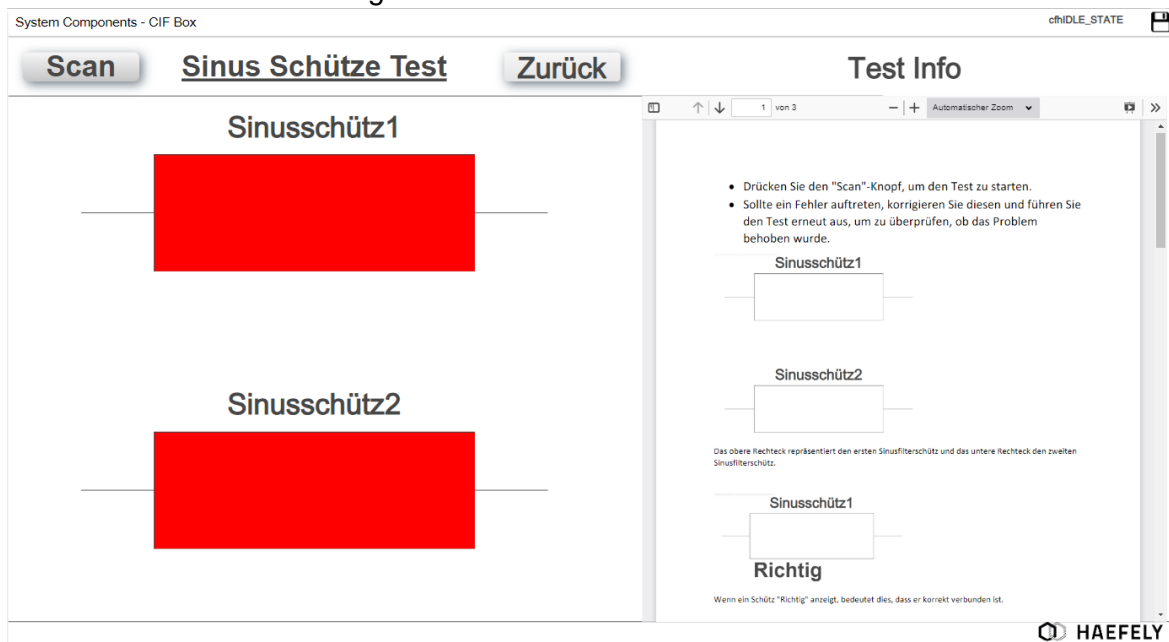 System Components - CIF Box
cfhIDLE_STATE
Scan
Sinus Schütze Test
Zurück
Test Info
1 von 3
Automatischer Zoom
Sinusschütz1
Sinusschütz2
• Drücken Sie den "Scan"-Knopf, um den Test zu starten.
• Sollte ein Fehler auftreten, korrigieren Sie diesen und führen Sie
den Test erneut aus, um zu überprüfen, ob das Problem
behoben wurde.
Sinusschütz1
Sinusschütz2
Das obere Rechteck repräsentiert den ersten Sinusfilterschütz und das untere Rechteck den zweiten
Sinusfilterschütz.
Sinusschütz1
Richtig
Wenn ein Schütz "Richtig" anzeigt, bedeutet dies, dass er korrekt verbunden ist.
HAEFELY